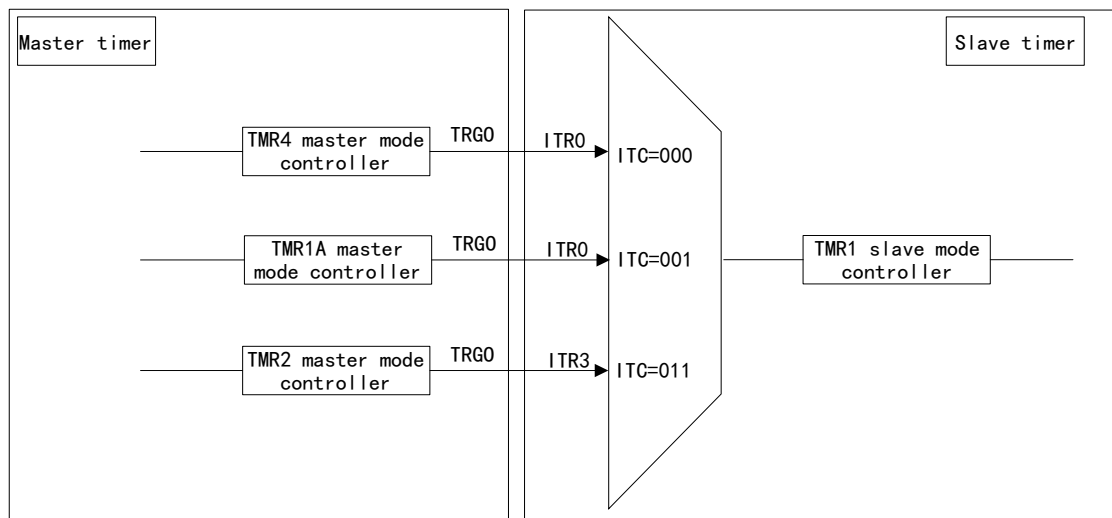 Master timer
Slave timer
TMR4 master mode
controller
TRGO
ITR0
ITC=000
TMR1A master
mode controller
TRGO
ITR0
ITC=001
TMR1 slave mode
controller
TMR2 master mode
controller
TRGO
ITR3
ITC=011